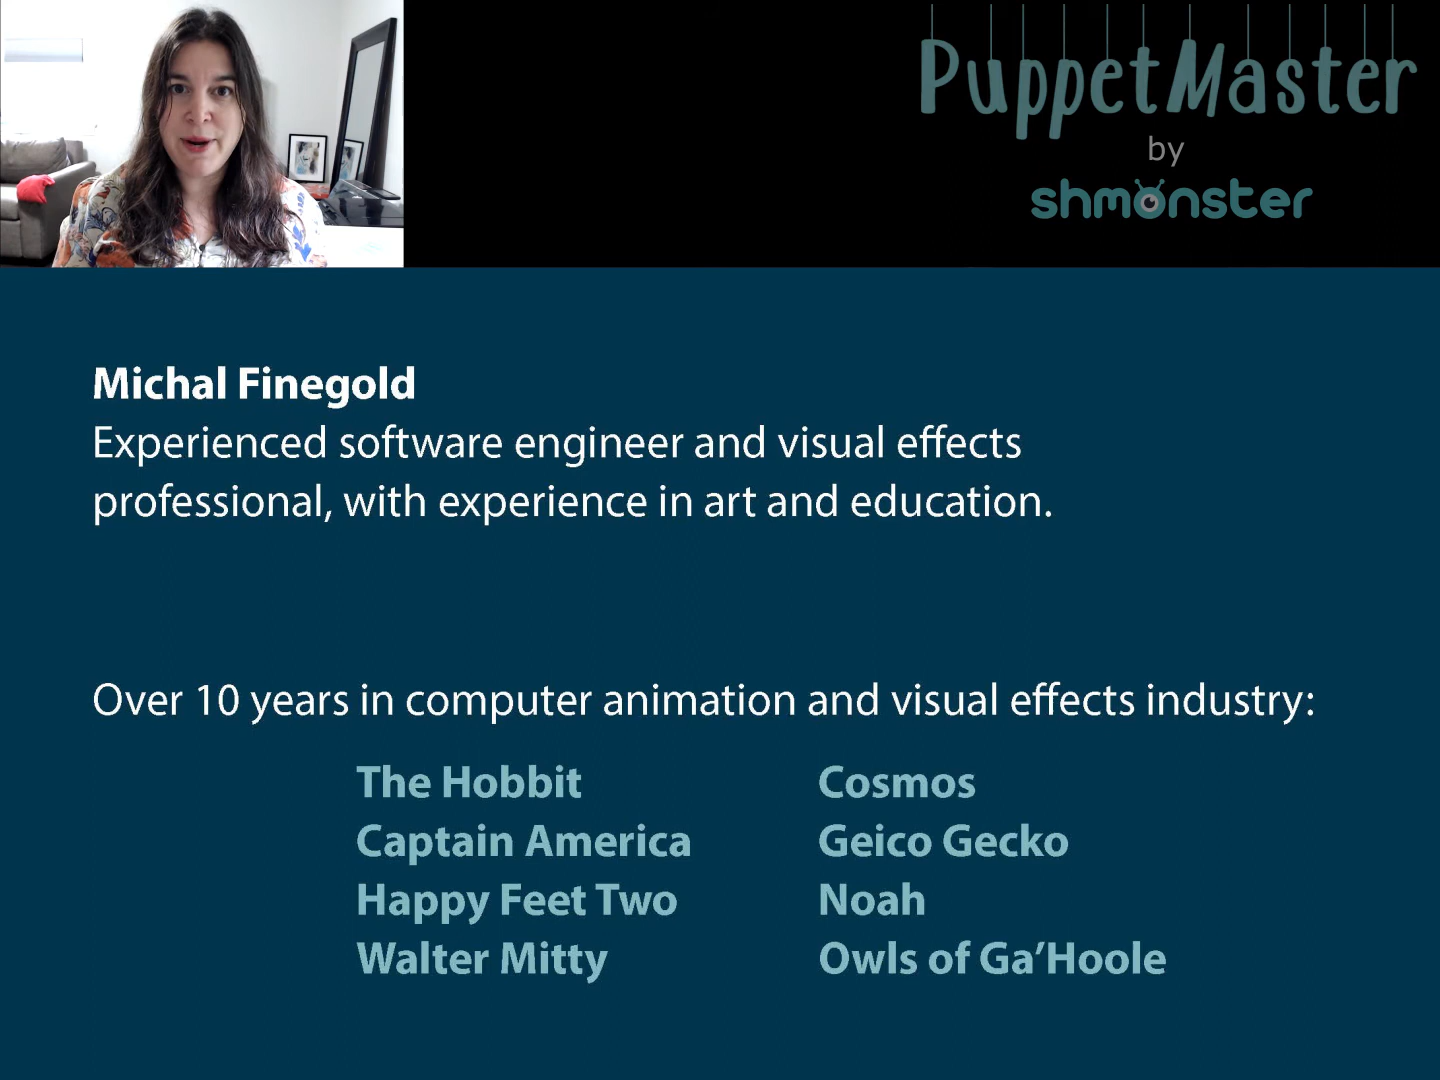 PuppetMaster
by
shmonster
Michal Finegold
Experienced software engineer and visual effects
professional, with experience in art and education.
Over 10 years in computer animation and visual effects industry:
The Hobbit
Captain America
Happy Feet Two
Walter Mitty
Cosmos
Geico Gecko
Noah
Owls of Ga’Hoole